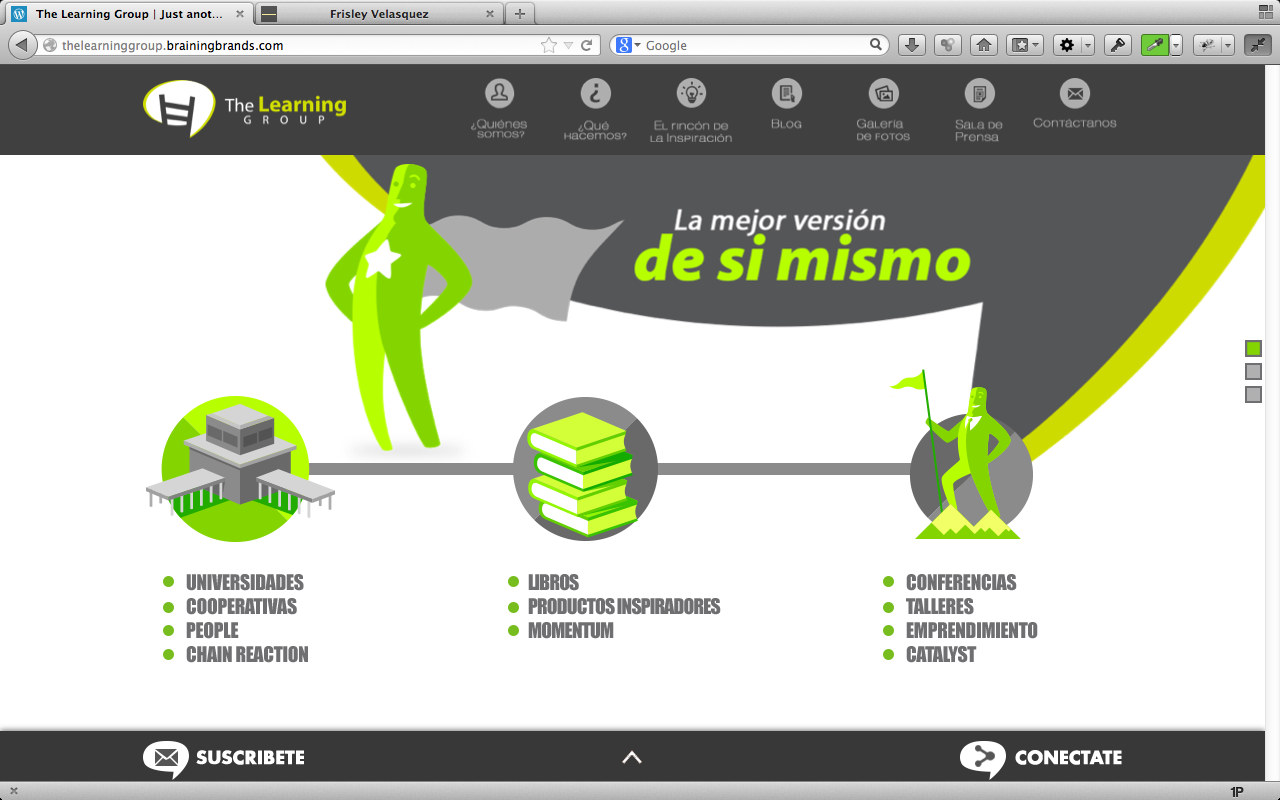 The Learning Group | Just anot...
Frisley Velasquez
thelearninggroup.brainingbrands.com
Google
The Learning
GROUP
¿Quiénes
somos?
¿Qué
hacemos?
El rincón de
la Inspiración
Blog
Galería
de fotos
Sala de
Prensa
Contáctanos
La mejor versión
de si mismo
UNIVERSIDADES
COOPERATIVAS
PEOPLE
CHAIN REACTION
LIBROS
PRODUCTOS INSPIRADORES
MOMENTUM
CONFERENCIAS
TALLERES
EMPRENDIMIENTO
CATALYST
SUSCRIBETE
CONECTATE
1P